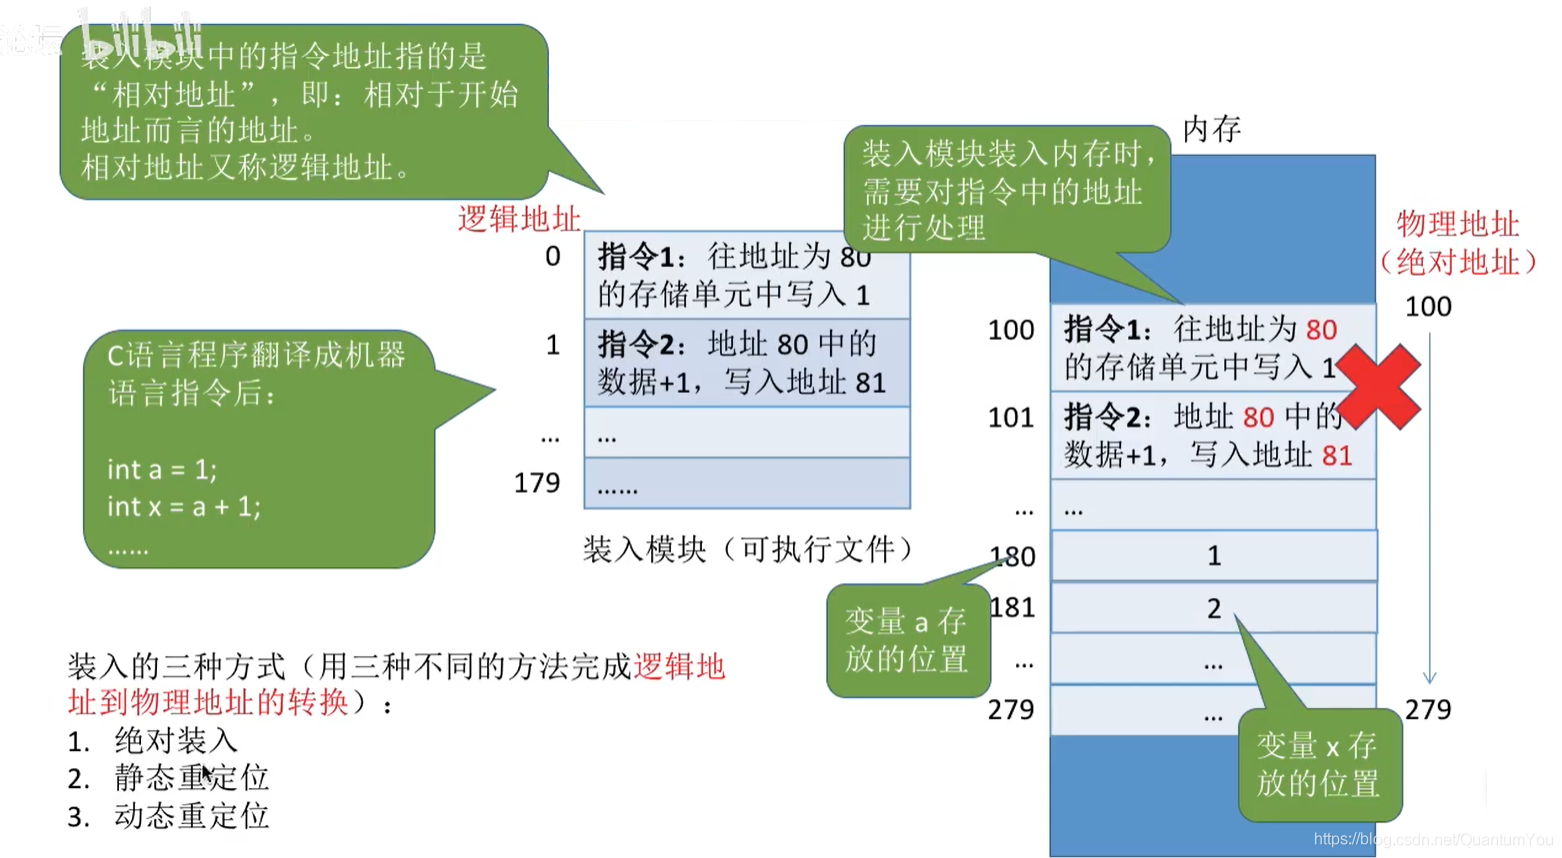 bilibili
装入模块中的指令地址指的是
“相对地址”，即：相对于开始
地址而言的地址。
相对地址又称逻辑地址。
逻辑地址
0
指令1：往地址为 80
的存储单元中写入 1
1
指令2：地址 80 中的
数据+1，写入地址 81
...
...
179
......
装入模块（可执行文件）
C语言程序翻译成机器
语言指令后：
int a = 1;
int x = a + 1;
......
装入的三种方式（用三种不同的方法完成逻辑地
址到物理地址的转换）：
1. 绝对装入
2. 静态重定位
3. 动态重定位
内存
装入模块装入内存时，
需要对指令中的地址
进行处理
物理地址
（绝对地址）
100
100
指令1：往地址为 80
的存储单元中写入 1
101
指令2：地址 80 中的
数据+1，写入地址 81
...
...
180
1
181
2
...
...
279
...
279
变量 a 存
放的位置
变量 x 存
放的位置
https://blog.csdn.net/QuantumYou